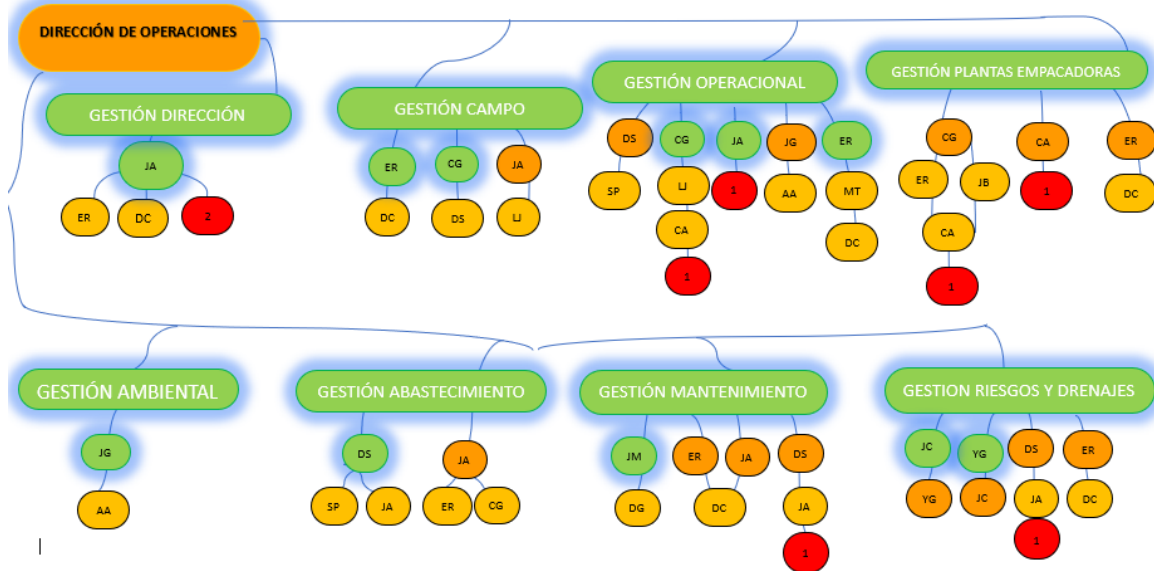 DIRECCIÓN DE OPERACIONES
GESTIÓN DIRECCIÓN
JA
ER
DC
2
GESTIÓN CAMPO
ER
CG
JA
DC
DS
LJ
GESTIÓN OPERACIONAL
DS
CG
JA
JG
ER
SP
LJ
1
AA
MT
CA
DC
1
GESTIÓN PLANTAS EMPACADORAS
CG
CA
ER
ER
JB
1
DC
CA
1
GESTIÓN AMBIENTAL
JG
AA
GESTIÓN ABASTECIMIENTO
DS
JA
SP
JA
ER
CG
GESTIÓN MANTENIMIENTO
JM
ER
JA
DS
DG
DC
JA
1
GESTION RIESGOS Y DRENAJES
JC
YG
DS
ER
YG
JC
JA
DC
1